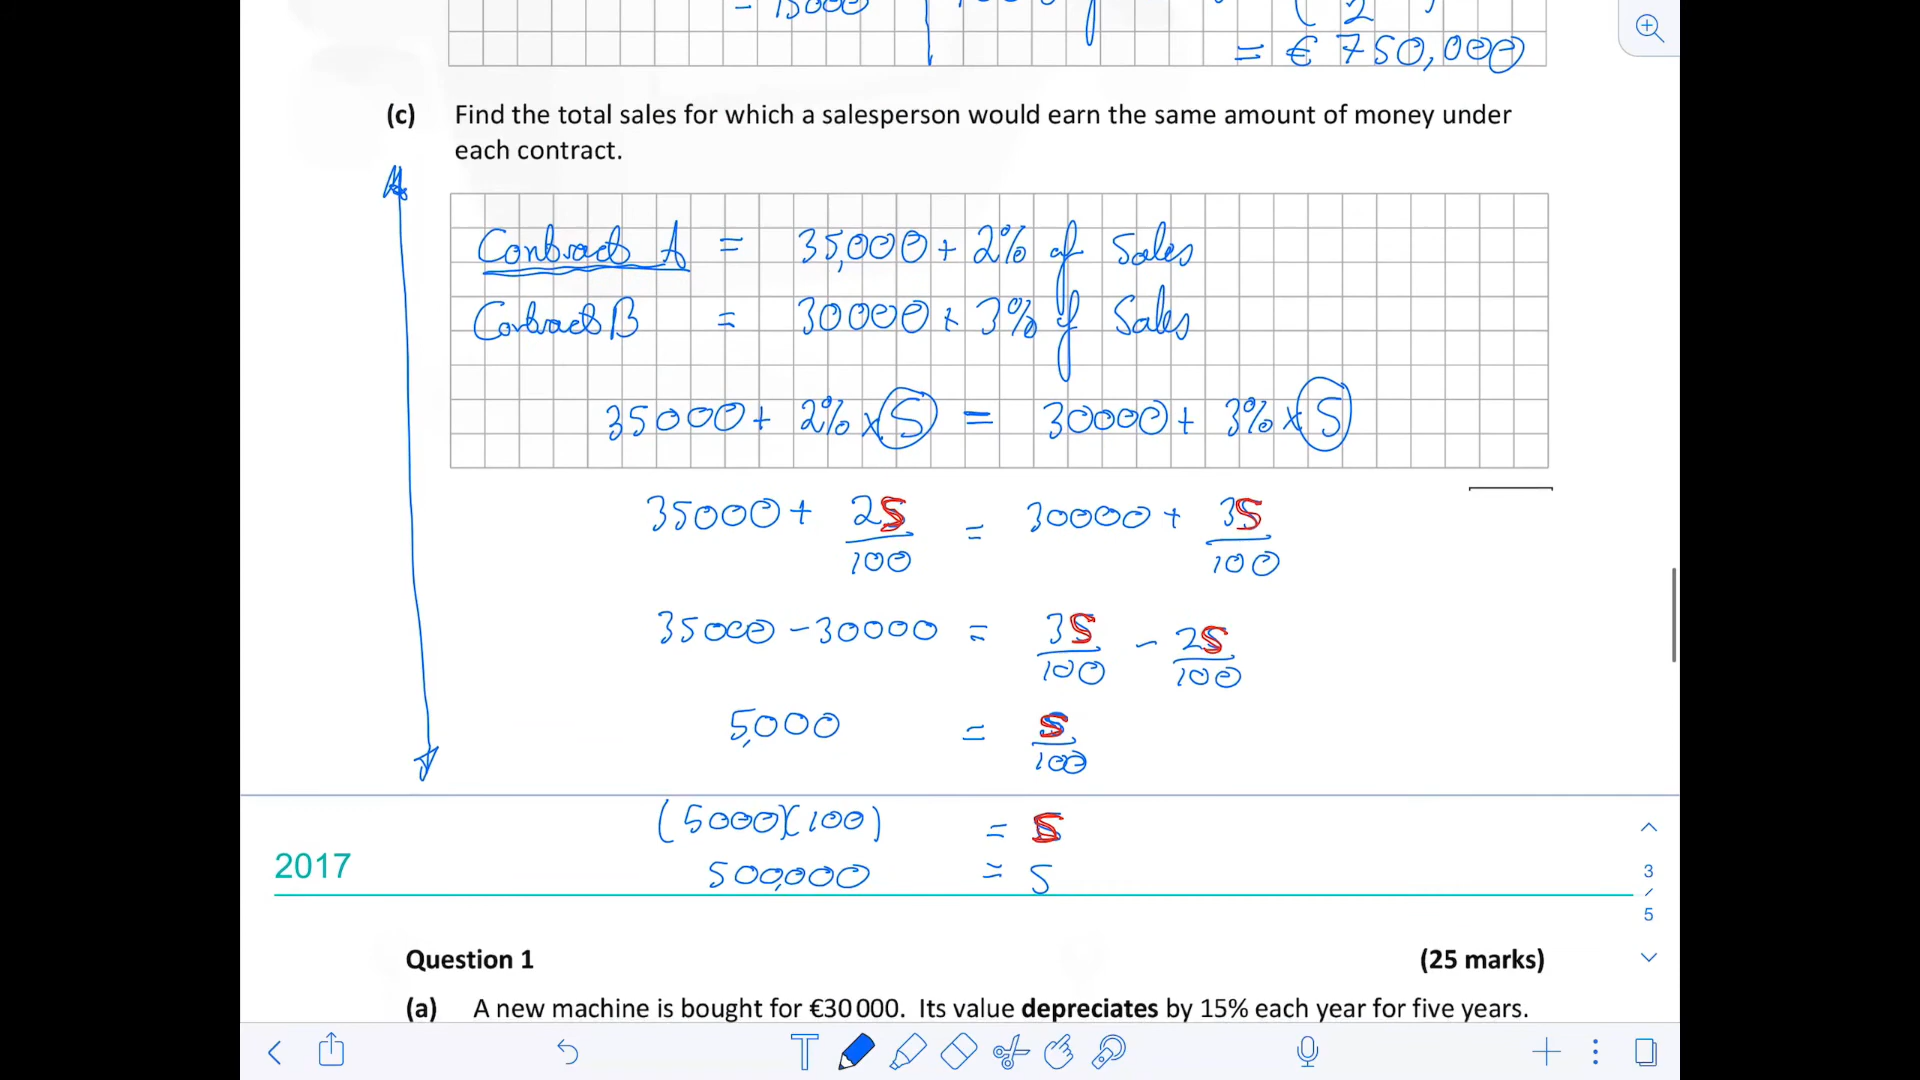 = 15000
= € 750,000
(c) Find the total sales for which a salesperson would earn the same amount of money under
each contract.
Contract A = 35,000 + 2% of Sales
Contract B = 30000 + 3% of Sales
35000 + 2% x S = 30000 + 3% x S
35000 + 2S/100 = 30000 + 3S/100
35000 - 30000 = 3S/100 - 2S/100
5,000 = S/100
(5000)(100) = S
500,000 = S
2017
3/5
Question 1 (25 marks)
(a) A new machine is bought for €30 000. Its value depreciates by 15% each year for five years.